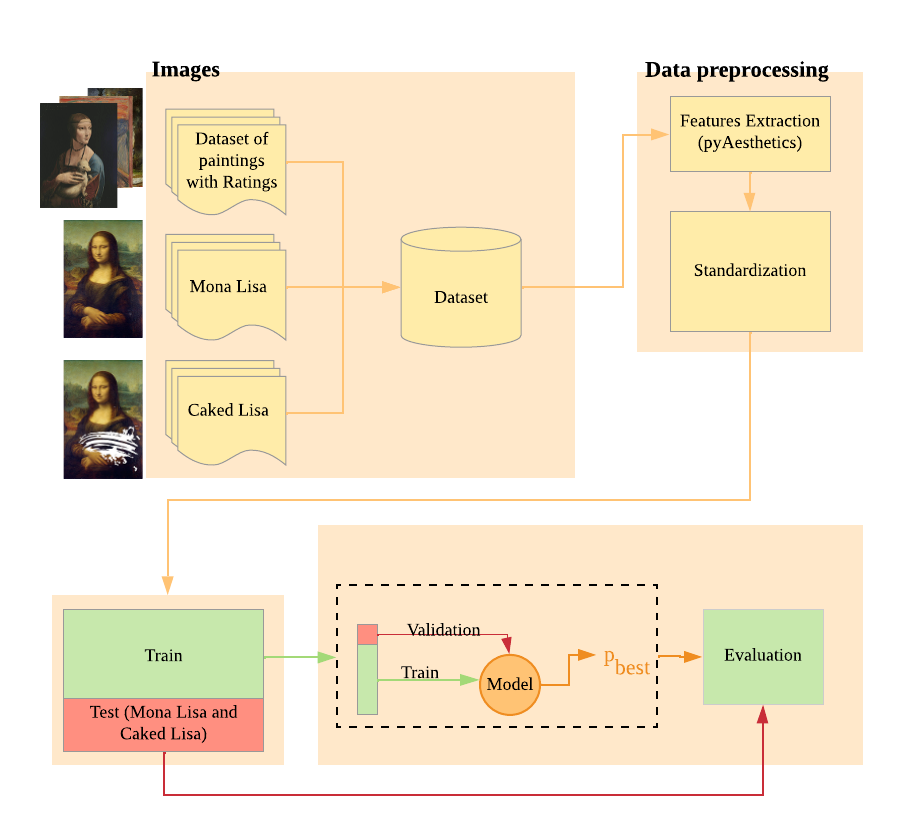 Images
Dataset of
paintings
with Ratings
Mona Lisa
Caked Lisa
Dataset
Data preprocessing
Features Extraction
(pyAesthetics)
Standardization
Train
Test (Mona Lisa and
Caked Lisa)
Validation
Train
Model
p
best
Evaluation